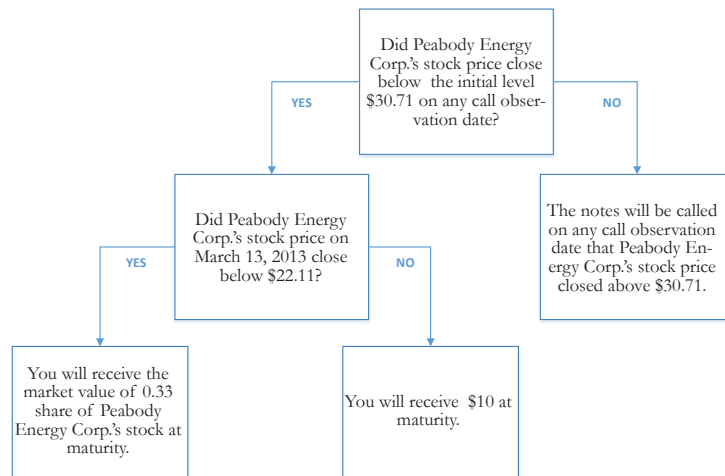 Did Peabody Energy
Corp.'s stock price close
below the initial level
$30.71 on any call obser-
vation date?
YES
NO
Did Peabody Energy
Corp.'s stock price on
March 13, 2013 close
below $22.11?
The notes will be called
on any call observation
date that Peabody En-
ergy Corp.'s stock price
closed above $30.71.
YES
NO
You will receive the
market value of 0.33
share of Peabody
Energy Corp.'s stock at
maturity.
You will receive $10 at
maturity.